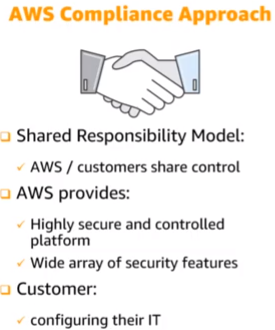 AWS Compliance Approach
Shared Responsibility Model:
AWS / customers share control
AWS provides:
Highly secure and controlled
platform
Wide array of security features
Customer:
configuring their IT